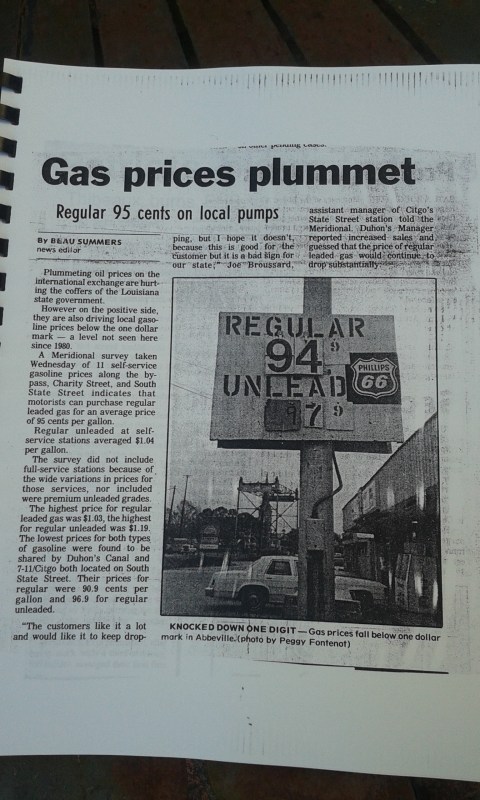 in other pending cases.
Gas prices plummet
Regular 95 cents on local pumps
By BEAU SUMMERS
news editor
Plummeting oil prices on the
international exchange are hurt-
ing the coffers of the Louisiana
state government.
However on the positive side,
they are also driving local gaso-
line prices below the one dollar
mark — a level not seen here
since 1980.
A Meridional survey taken
Wednesday of 11 self-service
gasoline prices along the by-
pass, Charity Street, and South
State Street indicates that
motorists can purchase regular
leaded gas for an average price
of 95 cents per gallon.
Regular unleaded at self-
service stations averaged $1.04
per gallon.
The survey did not include
full-service stations because of
the wide variations in prices for
those services, nor included
were premium unleaded grades.
The highest price for regular
leaded gas was $1.03, the highest
for regular unleaded was $1.19.
The lowest prices for both types
of gasoline were found to be
shared by Duhon's Canal and
7-11/Citgo both located on South
State Street. Their prices for
regular were 90.9 cents per
gallon and 96.9 for regular
unleaded.
"The customers like it a lot
and would like it to keep drop-
ping, but I hope it doesn't,
because this is good for the
customer but it is a bad sign for
our state," Joe Broussard,
assistant manager of Citgo's
State Street station told the
Meridional. Duhon's Manager
reported increased sales and
guessed that the price of regular
leaded gas would continue to
drop substantially.
REGULAR
94 9
UNLEAD
97 9
PHILLIPS
66
KNOCKED DOWN ONE DIGIT — Gas prices fall below one dollar
mark in Abbeville. (photo by Peggy Fontenot)